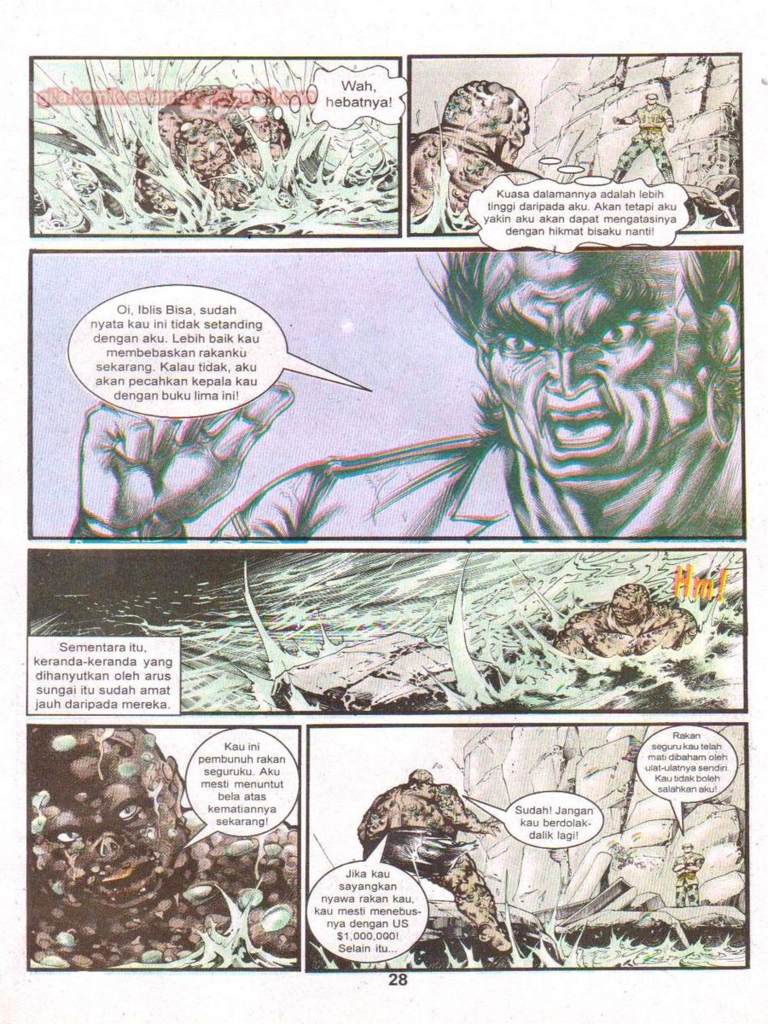 Wah,
hebatnya!
Kuasa dalamannya adalah lebih
tinggi daripada aku. Akan tetapi aku
yakin aku akan dapat mengatasinya
dengan hikmat bisaku nanti!
Oi, Iblis Bisa, sudah
nyata kau ini tidak setanding
dengan aku. Lebih baik kau
membebaskan rakanku
sekarang. Kalau tidak, aku
akan pecahkan kepala kau
dengan buku lima ini!
Hm!
Sementara itu,
keranda-keranda yang
dihanyutkan oleh arus
sungai itu sudah amat
jauh daripada mereka.
Kau ini
pembunuh rakan
seguruku. Aku
mesti menuntut
bela atas
kematiannya
sekarang!
Rakan
seguru kau telah
mati dibaham oleh
ulat-ulatnya sendiri.
Kau tidak boleh
salahkan aku!
Sudah! Jangan
kau berdolak-
dalik lagi!
Jika kau
sayangkan
nyawa rakan kau,
kau mesti menebus-
nya dengan US
$1,000,000!
Selain itu...
28